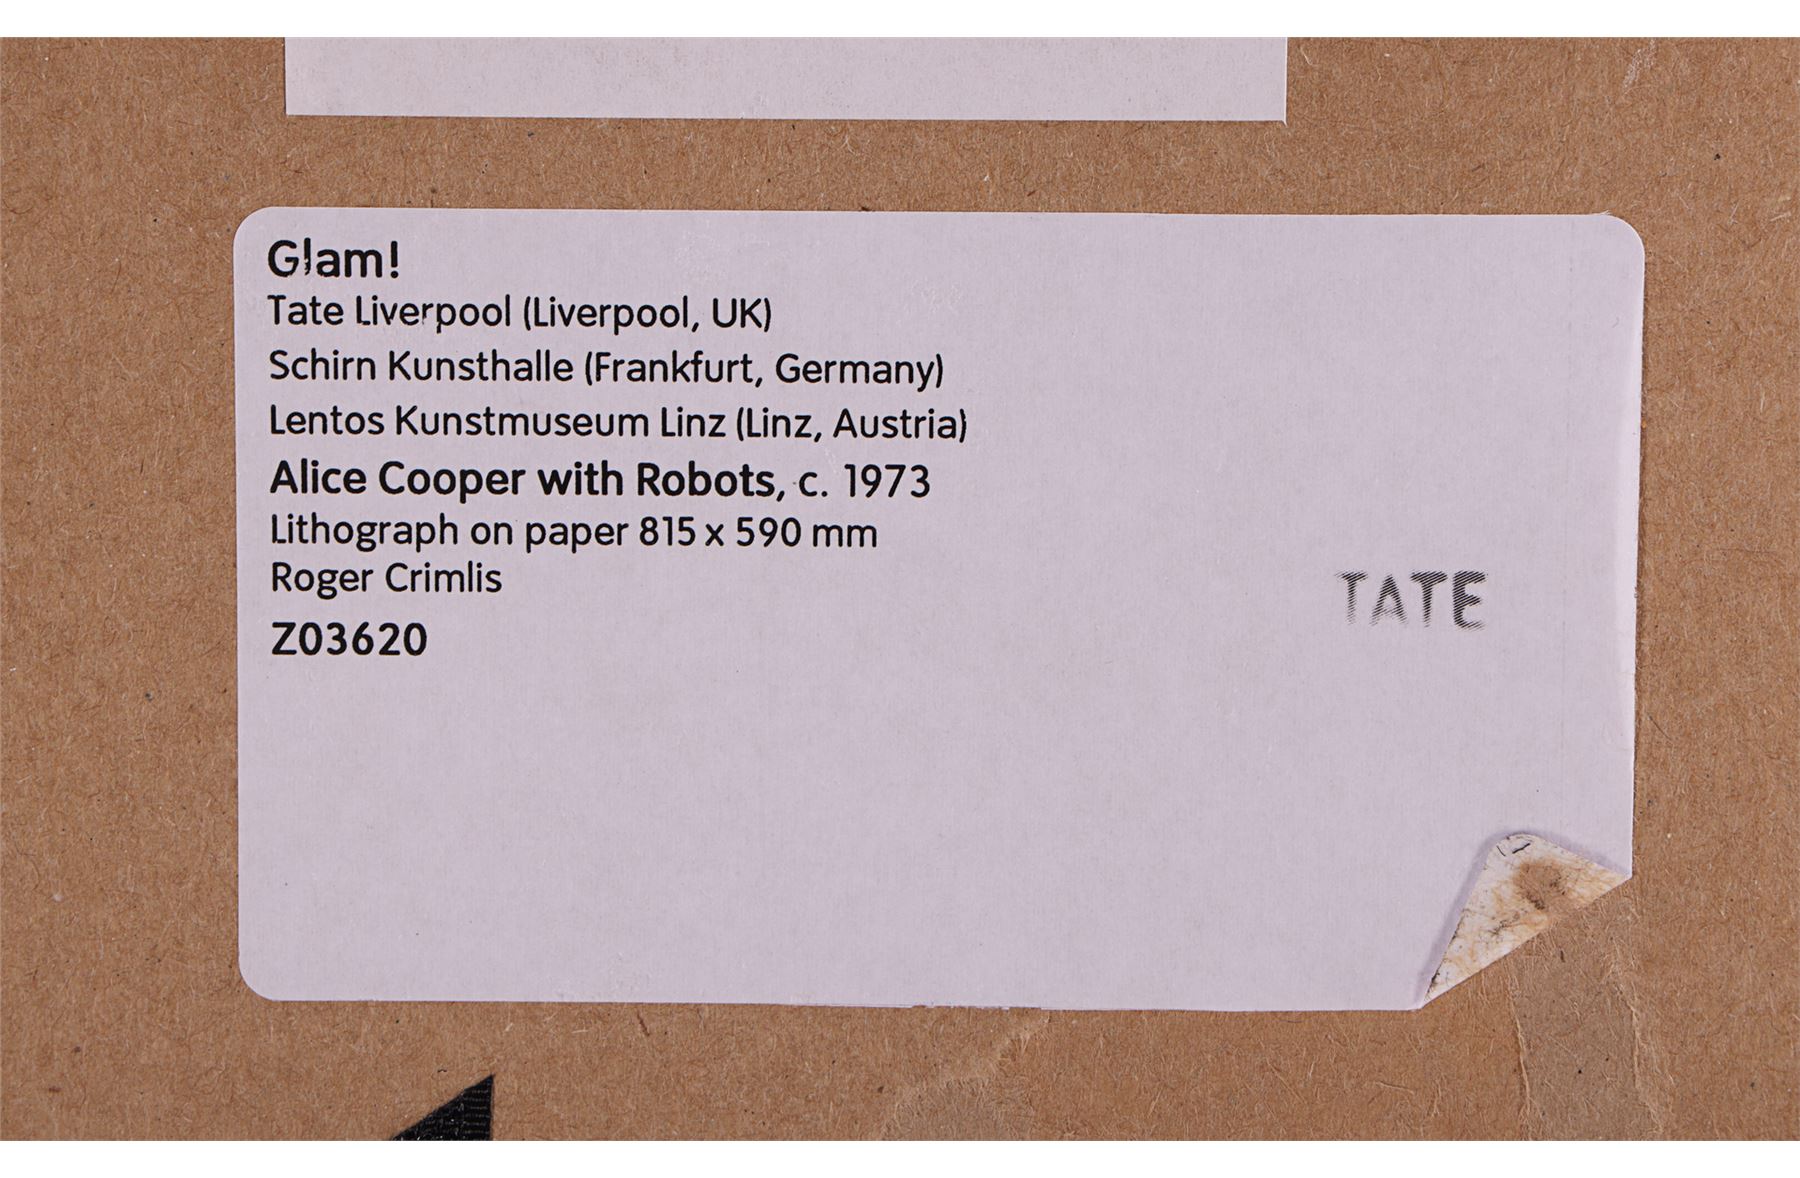 Glam!
Tate Liverpool (Liverpool, UK)
Schirn Kunsthalle (Frankfurt, Germany)
Lentos Kunstmuseum Linz (Linz, Austria)
Alice Cooper with Robots, c. 1973
Lithograph on paper 815 x 590 mm
Roger Crimlis
TATE
Z03620